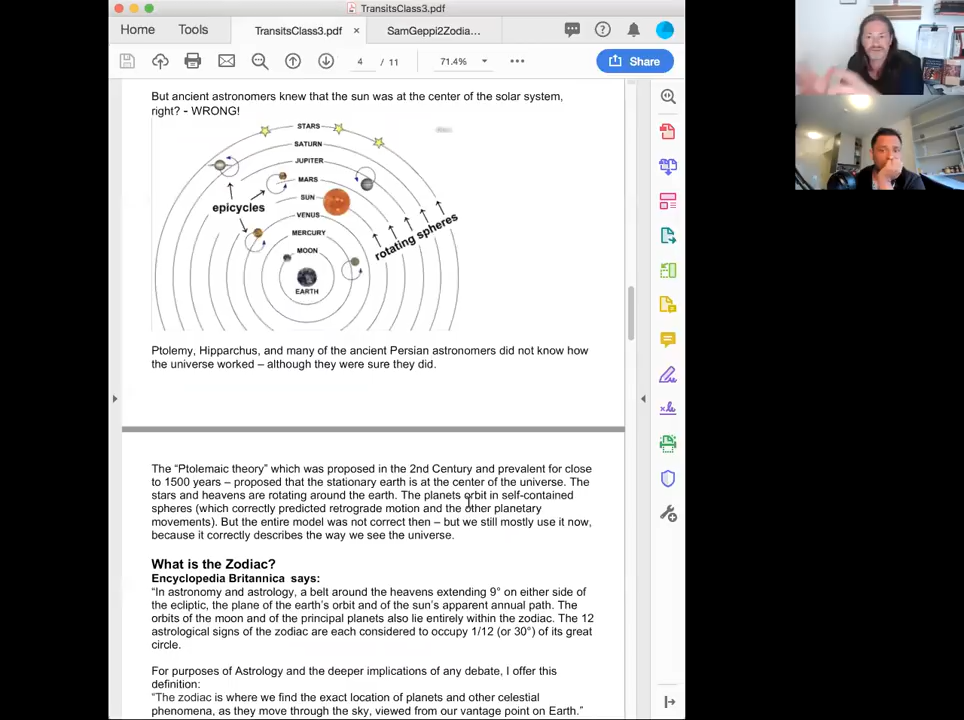 TransitsClass3.pdf
Home
Tools
TransitsClass3.pdf ×
SamGeppi2Zodia...
4 / 11
71.4%
Share
But ancient astronomers knew that the sun was at the center of the solar system,
right? - WRONG!
STARS
SATURN
JUPITER
MARS
SUN
VENUS
MERCURY
MOON
EARTH
epicycles
rotating spheres
Ptolemy, Hipparchus, and many of the ancient Persian astronomers did not know how
the universe worked – although they were sure they did.
The “Ptolemaic theory” which was proposed in the 2nd Century and prevalent for close
to 1500 years – proposed that the stationary earth is at the center of the universe. The
stars and heavens are rotating around the earth. The planets orbit in self-contained
spheres (which correctly predicted retrograde motion and the other planetary
movements). But the entire model was not correct then – but we still mostly use it now,
because it correctly describes the way we see the universe.
What is the Zodiac?
Encyclopedia Britannica says:
“In astronomy and astrology, a belt around the heavens extending 9° on either side of
the ecliptic, the plane of the earth's orbit and of the sun's apparent annual path. The
orbits of the moon and of the principal planets also lie entirely within the zodiac. The 12
astrological signs of the zodiac are each considered to occupy 1/12 (or 30°) of its great
circle.
For purposes of Astrology and the deeper implications of any debate, I offer this
definition:
“The zodiac is where we find the exact location of planets and other celestial
phenomena, as they move through the sky, viewed from our vantage point on Earth.”